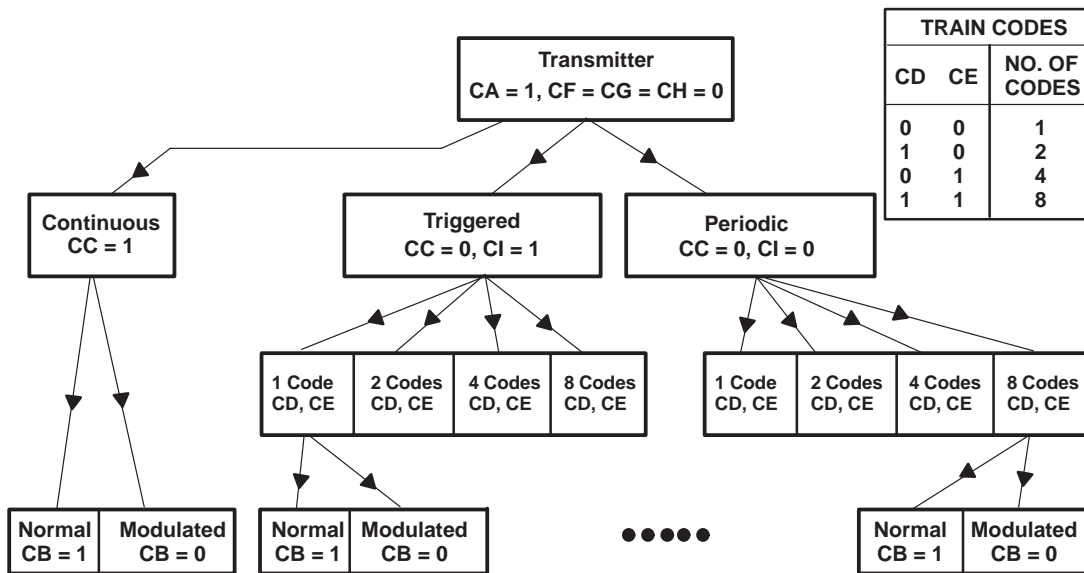 Transmitter
CA = 1, CF = CG = CH = 0
TRAIN CODES
CD CE NO. OF CODES
0 0 1
1 0 2
0 1 4
1 1 8
Continuous
CC = 1
Triggered
CC = 0, CI = 1
Periodic
CC = 0, CI = 0
1 Code
CD, CE
2 Codes
CD, CE
4 Codes
CD, CE
8 Codes
CD, CE
1 Code
CD, CE
2 Codes
CD, CE
4 Codes
CD, CE
8 Codes
CD, CE
Normal
CB = 1
Modulated
CB = 0
Normal
CB = 1
Modulated
CB = 0
Normal
CB = 1
Modulated
CB = 0